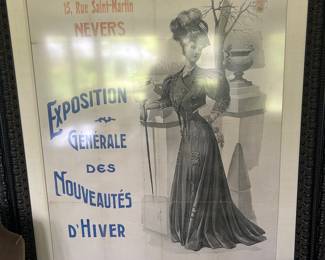 15, Rue Saint-Martin
NEVERS
EXPOSITION
GÉNÉRALE
DES
NOUVEAUTÉS
D'HIVER